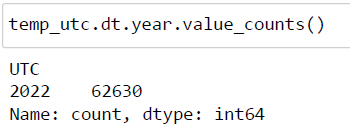 temp_utc.dt.year.value_counts()
UTC
2022    62630
Name: count, dtype: int64